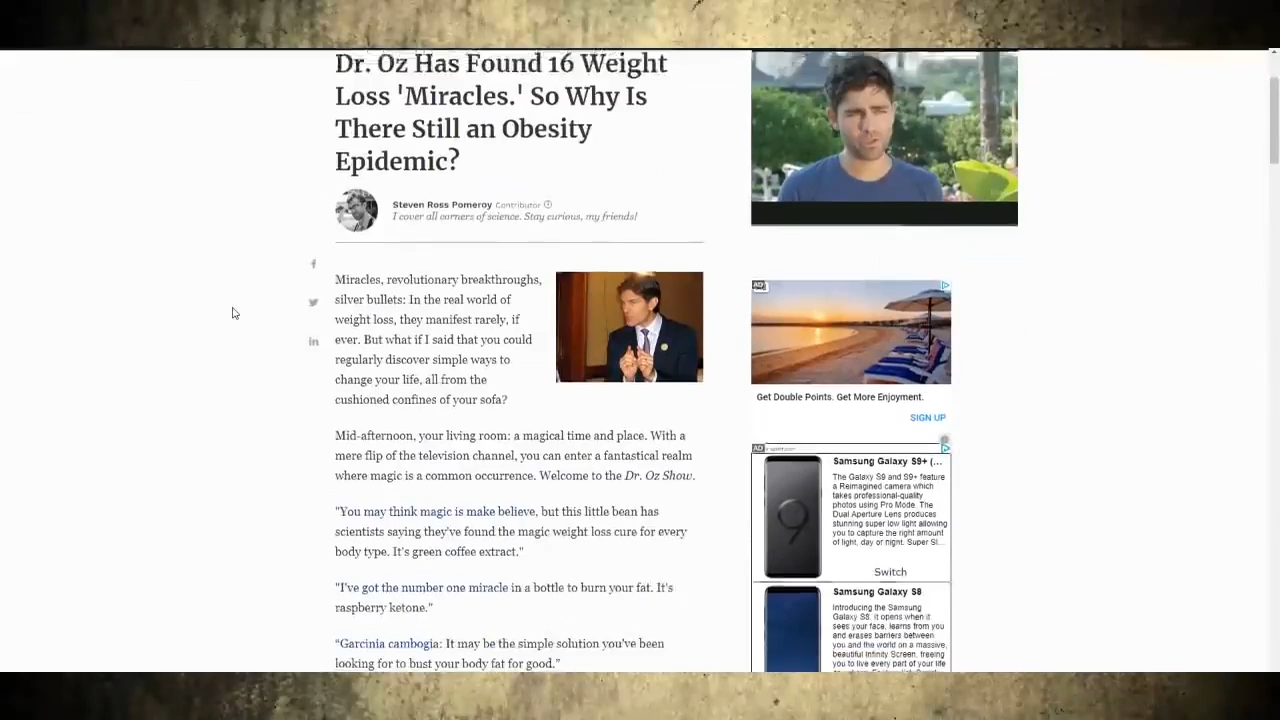 Dr. Oz Has Found 16 Weight
Loss 'Miracles.' So Why Is
There Still an Obesity
Epidemic?
Steven Ross Pomeroy Contributor
I cover all corners of science. Stay curious, my friends!
Miracles, revolutionary breakthroughs,
silver bullets: In the real world of
weight loss, they manifest rarely, if
ever. But what if I said that you could
regularly discover simple ways to
change your life, all from the
cushioned confines of your sofa?
Mid-afternoon, your living room: a magical time and place. With a
mere flip of the television channel, you can enter a fantastical realm
where magic is a common occurrence. Welcome to the Dr. Oz Show.
"You may think magic is make believe, but this little bean has
scientists saying they've found the magic weight loss cure for every
body type. It's green coffee extract."
"I've got the number one miracle in a bottle to burn your fat. It's
raspberry ketone."
“Garcinia cambogia: It may be the simple solution you've been
looking for to bust your body fat for good.”
AD
Get Double Points. Get More Enjoyment.
SIGN UP
AD
Samsung Galaxy S9+ (...
The Galaxy S9 and S9+ feature
a Reimagined camera which
takes professional-quality
photos using Pro Mode. The
Dual Aperture Lens produces
stunning super low light allowing
you to capture the right amount
of light, day or night. Super Sl...
Switch
Samsung Galaxy S8
Introducing the Samsung
Galaxy S8. It opens when it
sees your face, learns from you
and erases barriers between
you and the world on a massive,
beautiful Infinity Screen, freeing
you to live every part of your life